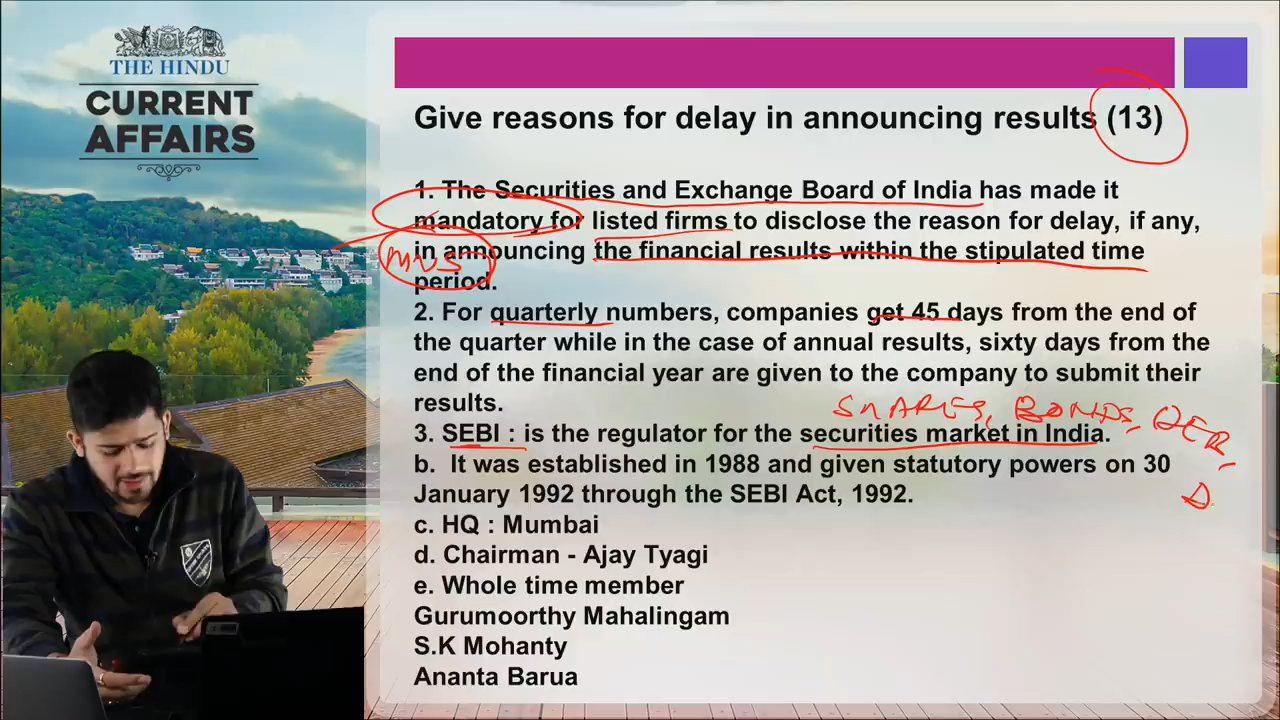 THE HINDU
CURRENT
AFFAIRS
Give reasons for delay in announcing results (13)
1. The Securities and Exchange Board of India has made it
mandatory for listed firms to disclose the reason for delay, if any,
in announcing the financial results within the stipulated time
period.
2. For quarterly numbers, companies get 45 days from the end of
the quarter while in the case of annual results, sixty days from the
end of the financial year are given to the company to submit their
results.
SHARES, BONDS, DER,
3. SEBI : is the regulator for the securities market in India.
b. It was established in 1988 and given statutory powers on 30
D
January 1992 through the SEBI Act, 1992.
c. HQ : Mumbai
d. Chairman - Ajay Tyagi
e. Whole time member
Gurumoorthy Mahalingam
S.K Mohanty
Ananta Barua